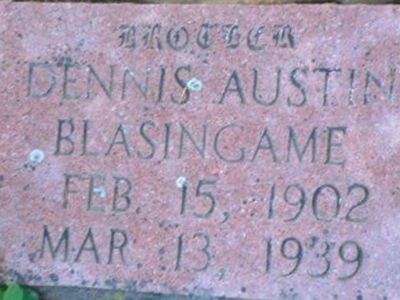 BROTHER
DENNIS AUSTIN
BLASINGAME
FEB. 15, 1902
MAR. 13, 1939